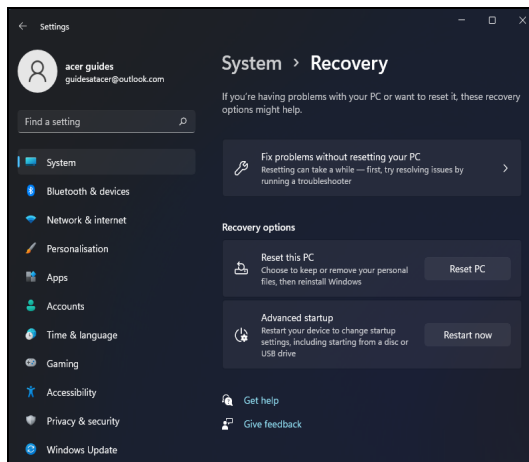 Settings
acer guides
guidesatacer@outlook.com
Find a setting
System
Bluetooth & devices
Network & internet
Personalisation
Apps
Accounts
Time & language
Gaming
Accessibility
Privacy & security
Windows Update
System > Recovery
If you're having problems with your PC or want to reset it, these recovery
options might help.
Fix problems without resetting your PC
Resetting can take a while — first, try resolving issues by
running a troubleshooter
Recovery options
Reset this PC
Choose to keep or remove your personal
files, then reinstall Windows
Reset PC
Advanced startup
Restart your device to change startup
settings, including starting from a disc or
USB drive
Restart now
Get help
Give feedback